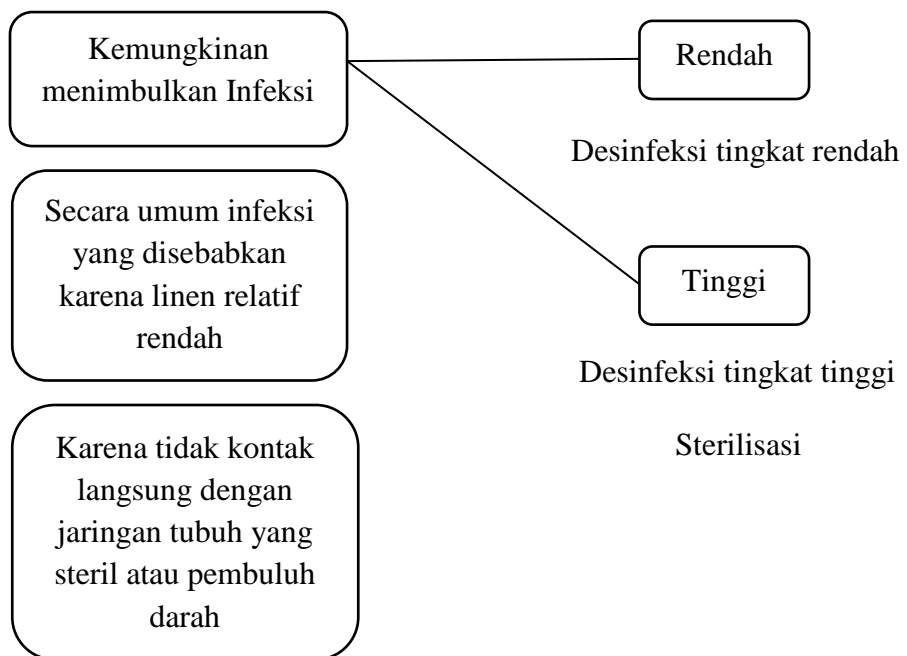 Kemungkinan
menimbulkan Infeksi
Secara umum infeksi
yang disebabkan
karena linen relatif
rendah
Karena tidak kontak
langsung dengan
jaringan tubuh yang
steril atau pembuluh
darah
Rendah
Desinfeksi tingkat rendah
Tinggi
Desinfeksi tingkat tinggi
Sterilisasi